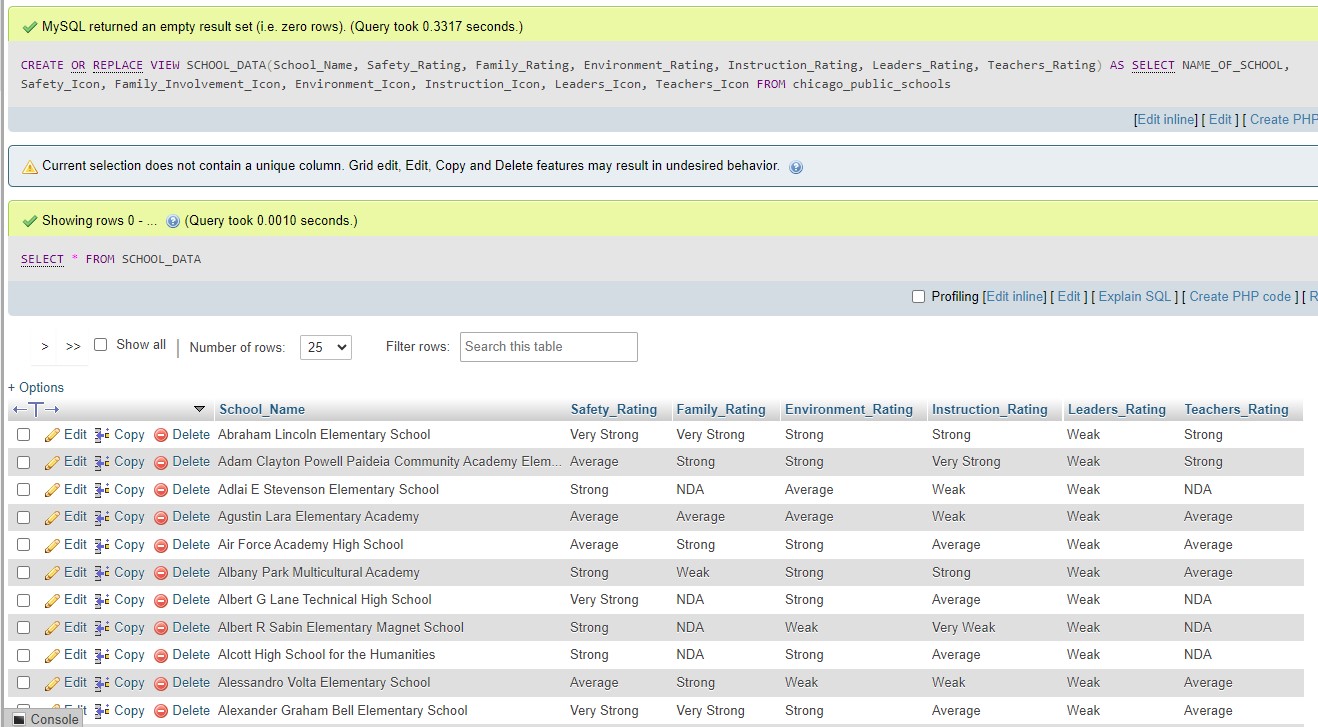 MySQL returned an empty result set (i.e. zero rows). (Query took 0.3317 seconds.)
CREATE OR REPLACE VIEW SCHOOL_DATA(School_Name, Safety_Rating, Family_Rating, Environment_Rating, Instruction_Rating, Leaders_Rating, Teachers_Rating) AS SELECT NAME_OF_SCHOOL,
Safety_Icon, Family_Involvement_Icon, Environment_Icon, Instruction_Icon, Leaders_Icon, Teachers_Icon FROM chicago_public_schools
[Edit inline] [ Edit ] [ Create PHP
Current selection does not contain a unique column. Grid edit, Edit, Copy and Delete features may result in undesired behavior.
Showing rows 0 - ... (Query took 0.0010 seconds.)
SELECT * FROM SCHOOL_DATA
Profiling [Edit inline] [ Edit ] [ Explain SQL ] [ Create PHP code ] [ R
> >> Show all | Number of rows: 25 Filter rows: Search this table
+ Options
←T→ School_Name Safety_Rating Family_Rating Environment_Rating Instruction_Rating Leaders_Rating Teachers_Rating
Edit Copy Delete Abraham Lincoln Elementary School Very Strong Very Strong Strong Strong Weak Strong
Edit Copy Delete Adam Clayton Powell Paideia Community Academy Elem... Average Strong Strong Very Strong Weak Strong
Edit Copy Delete Adlai E Stevenson Elementary School Strong NDA Average Weak Weak NDA
Edit Copy Delete Agustin Lara Elementary Academy Average Average Average Weak Weak Average
Edit Copy Delete Air Force Academy High School Average Strong Strong Average Weak Average
Edit Copy Delete Albany Park Multicultural Academy Strong Weak Strong Strong Weak Average
Edit Copy Delete Albert G Lane Technical High School Very Strong NDA Strong Average Weak Average
Edit Copy Delete Albert R Sabin Elementary Magnet School Strong NDA Weak Very Weak Weak NDA
Edit Copy Delete Alcott High School for the Humanities Strong NDA Strong Average Weak NDA
Edit Copy Delete Alessandro Volta Elementary School Average Strong Weak Weak Weak Average
Edit Copy Delete Alexander Graham Bell Elementary School Very Strong Very Strong Strong Average Weak Average
Console